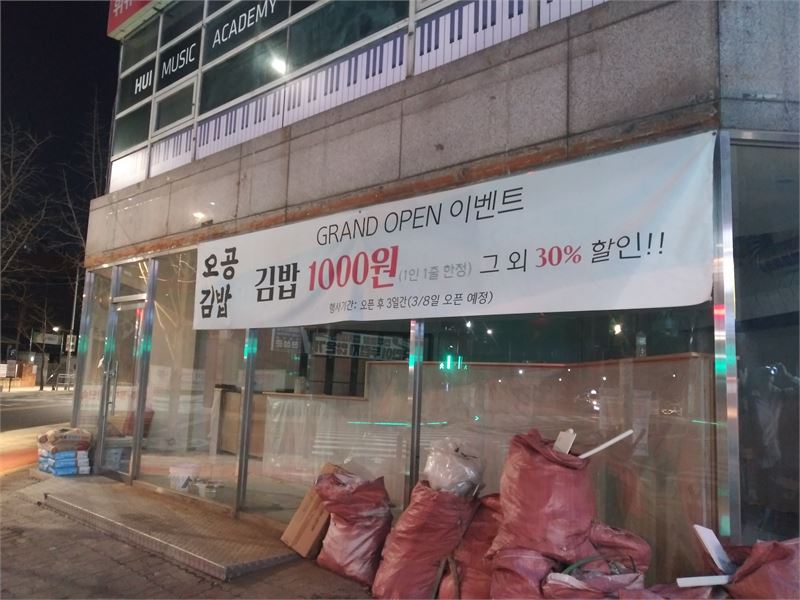 HUI MUSIC ACADEMY
GRAND OPEN 이벤트
오공
김밥
김밥 1000원(1인 1줄 한정) 그 외 30% 할인!!
행사기간: 오픈 후 3일간(3/8일 오픈 예정)